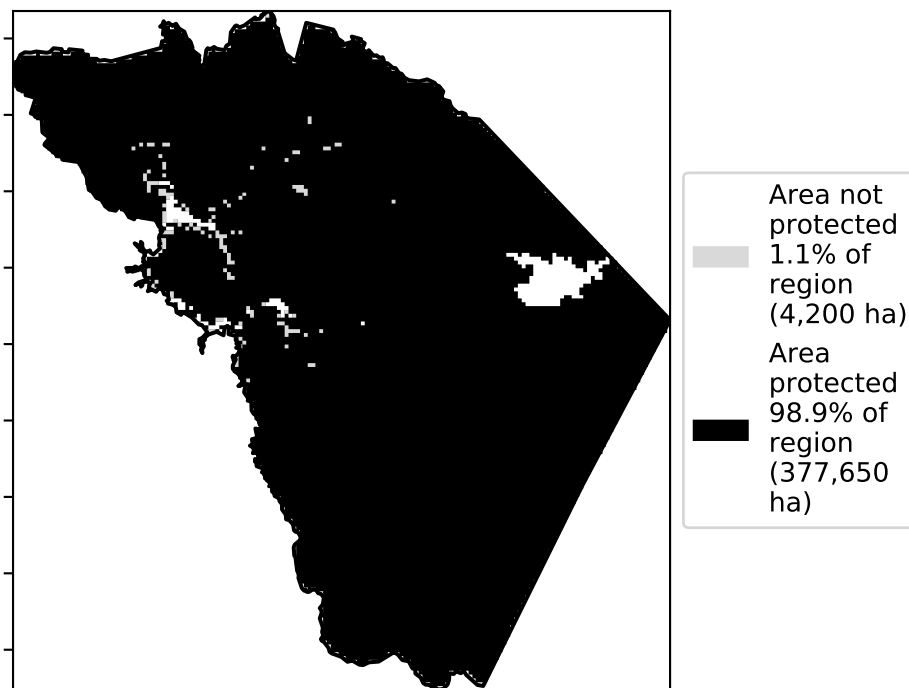 Area not
protected
1.1% of
region
(4,200 ha)
Area
protected
98.9% of
region
(377,650
ha)